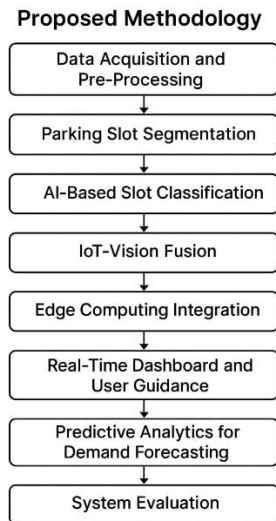 Proposed Methodology
Data Acquisition and
Pre-Processing
Parking Slot Segmentation
AI-Based Slot Classification
IoT-Vision Fusion
Edge Computing Integration
Real-Time Dashboard and
User Guidance
Predictive Analytics for
Demand Forecasting
System Evaluation